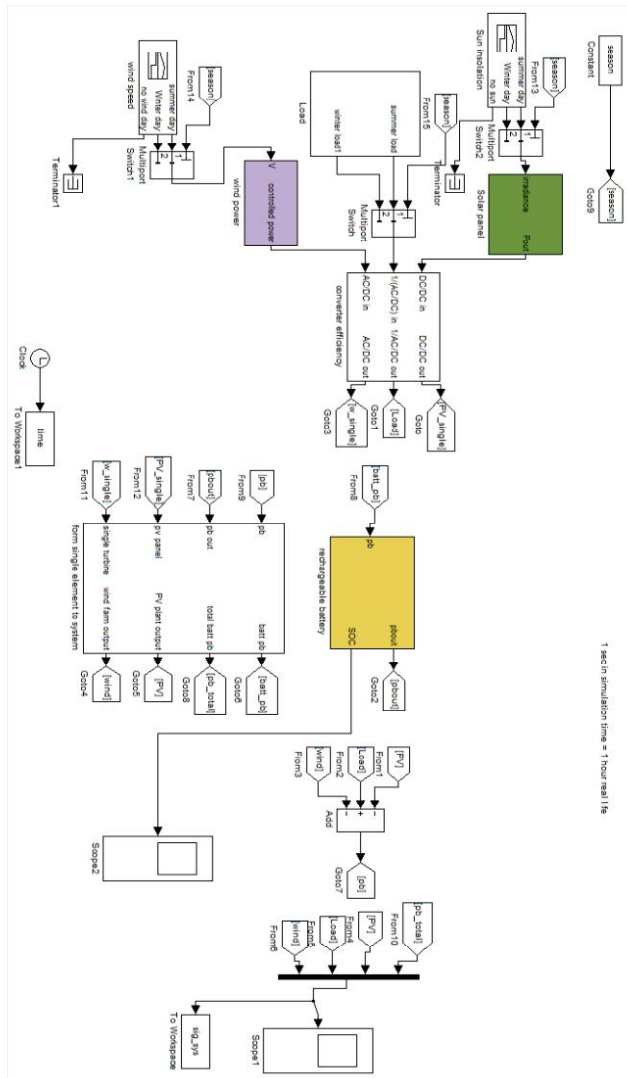 season
Constant
[season]
Goto9
Sun insolation
summer day
Winter day
no sun
[season]
From13
1
2
Multiport
Switch2
Terminator
irradiance
Pout
Solar panel
summer load
winter load1
Load
[season]
From15
1
2
Multiport
Switch
wind speed
summer day
Winter day
no wind day
[season]
From14
1
2
Multiport
Switch1
Terminator1
V
controlled power
wind power
DC/DC in
DC/DC out
1/(AC/DC) in
1/AC/DC out
AC/DC in
AC/DC out
converter efficiency
[PV_single]
Goto
[Load]
Goto1
[w_single]
Goto3
Clock
time
To Workspace1
[batt_pb]
From8
pb
pbout
SOC
rechargeable battery
[pbout]
Goto2
[pb]
From9
[pbout]
From7
[PV_single]
From12
[w_single]
From11
pb
batt pb
pb out
total batt pb
pv panel
PV plant output
single turbine
wind farm output
form single element to system
[batt_pb]
Goto6
[pb_total]
Goto8
[PV]
Goto5
[wind]
Goto4
Scope2
1 sec in simulation time = 1 hour real life
[PV]
From1
[Load]
From2
[wind]
From3
Add
[pb]
Goto7
[pb_total]
From10
[PV]
From4
[Load]
From5
[wind]
From6
Scope1
sig_sys
To Workspace